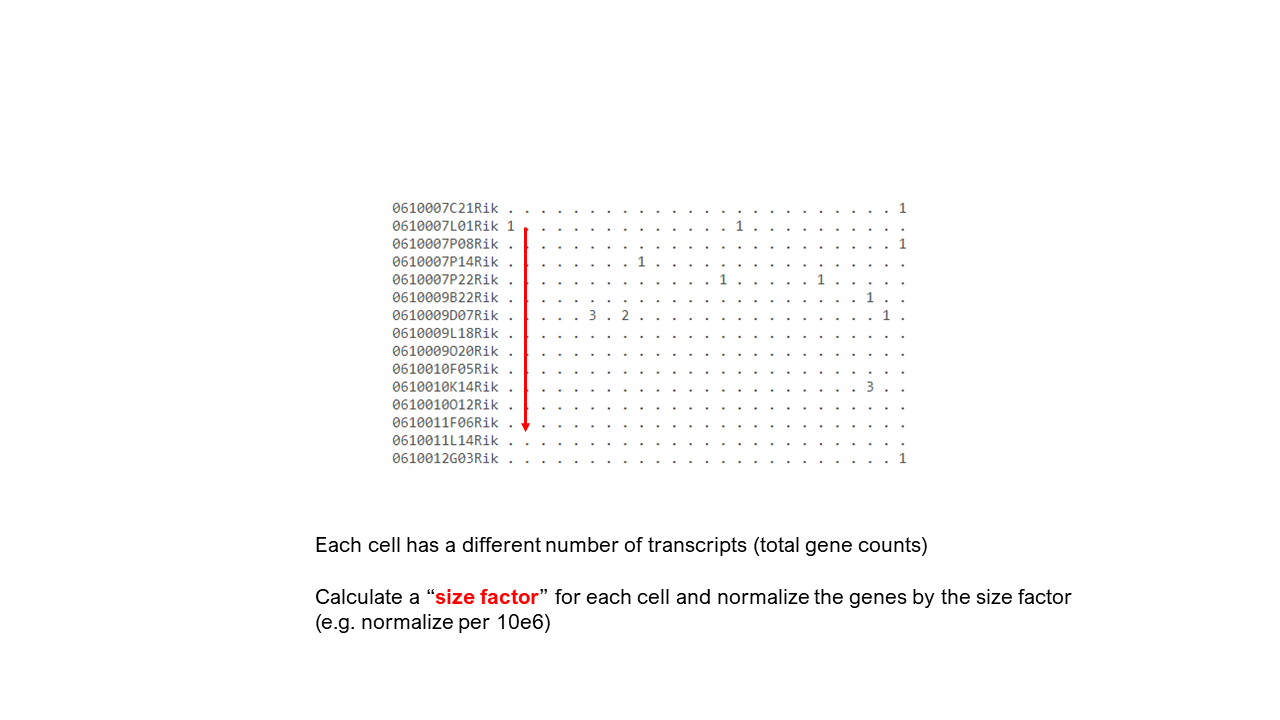 0610007C21Rik . . . . . . . . . . . . . . . . . . . . . . . . 1
0610007L01Rik 1 . . . . . . . . . . . . . 1 . . . . . . . . . .
0610007P08Rik . . . . . . . . . . . . . . . . . . . . . . . . 1
0610007P14Rik . . . . . . . . 1 . . . . . . . . . . . . . . . .
0610007P22Rik . . . . . . . . . . . . . 1 . . . . . 1 . . . . .
0610009B22Rik . . . . . . . . . . . . . . . . . . . . . . 1 . .
0610009D07Rik . . . . . 3 . 2 . . . . . . . . . . . . . . . 1 .
0610009L18Rik . . . . . . . . . . . . . . . . . . . . . . . . .
0610009O20Rik . . . . . . . . . . . . . . . . . . . . . . . . .
0610010F05Rik . . . . . . . . . . . . . . . . . . . . . . . . .
0610010K14Rik . . . . . . . . . . . . . . . . . . . . . . 3 . .
0610010O12Rik . . . . . . . . . . . . . . . . . . . . . . . . .
0610011F06Rik . . . . . . . . . . . . . . . . . . . . . . . . .
0610011L14Rik . . . . . . . . . . . . . . . . . . . . . . . . .
0610012G03Rik . . . . . . . . . . . . . . . . . . . . . . . . 1
Each cell has a different number of transcripts (total gene counts)
Calculate a “size factor” for each cell and normalize the genes by the size factor
(e.g. normalize per 10e6)